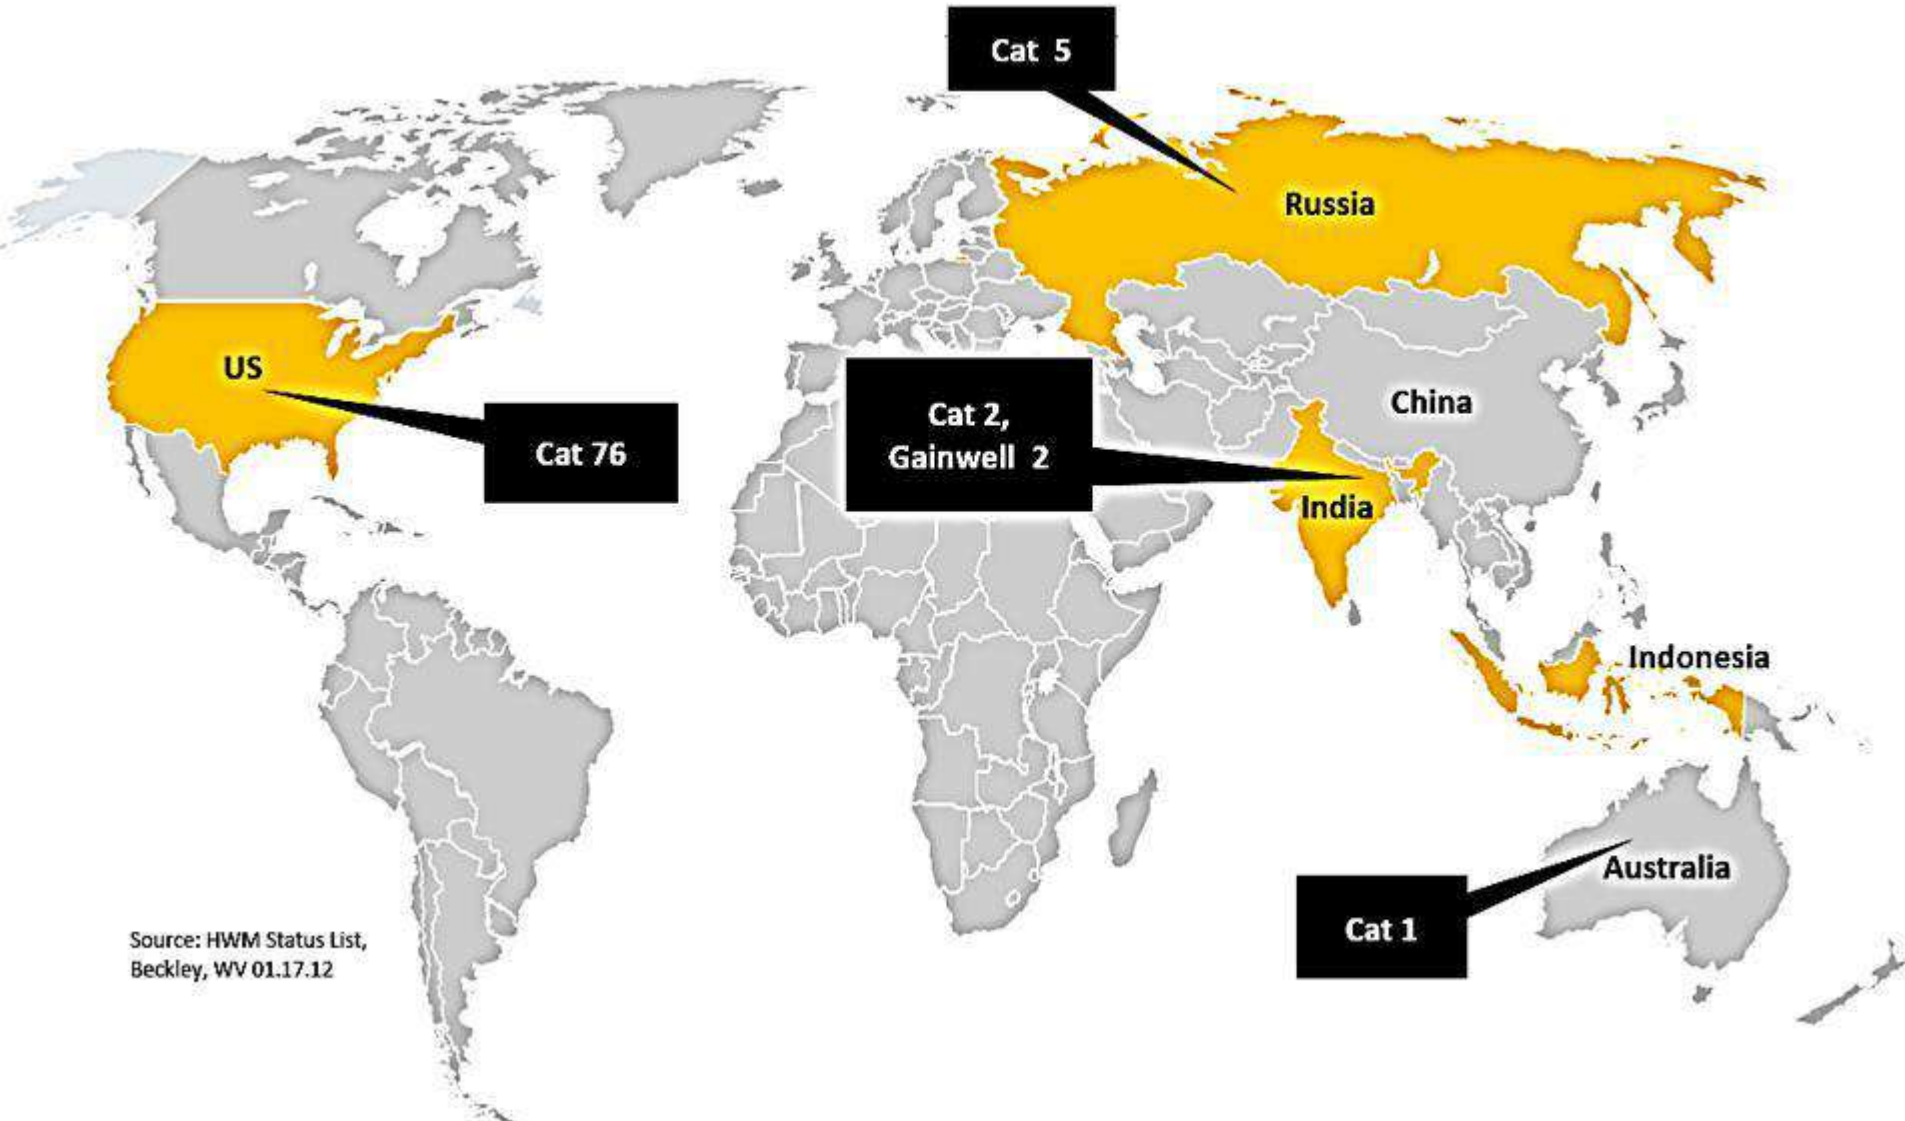 Cat 5
Russia
US
Cat 76
China
Cat 2,
Gainwell 2
India
Indonesia
Australia
Cat 1
Source: HWM Status List,
Beckley, WV 01.17.12